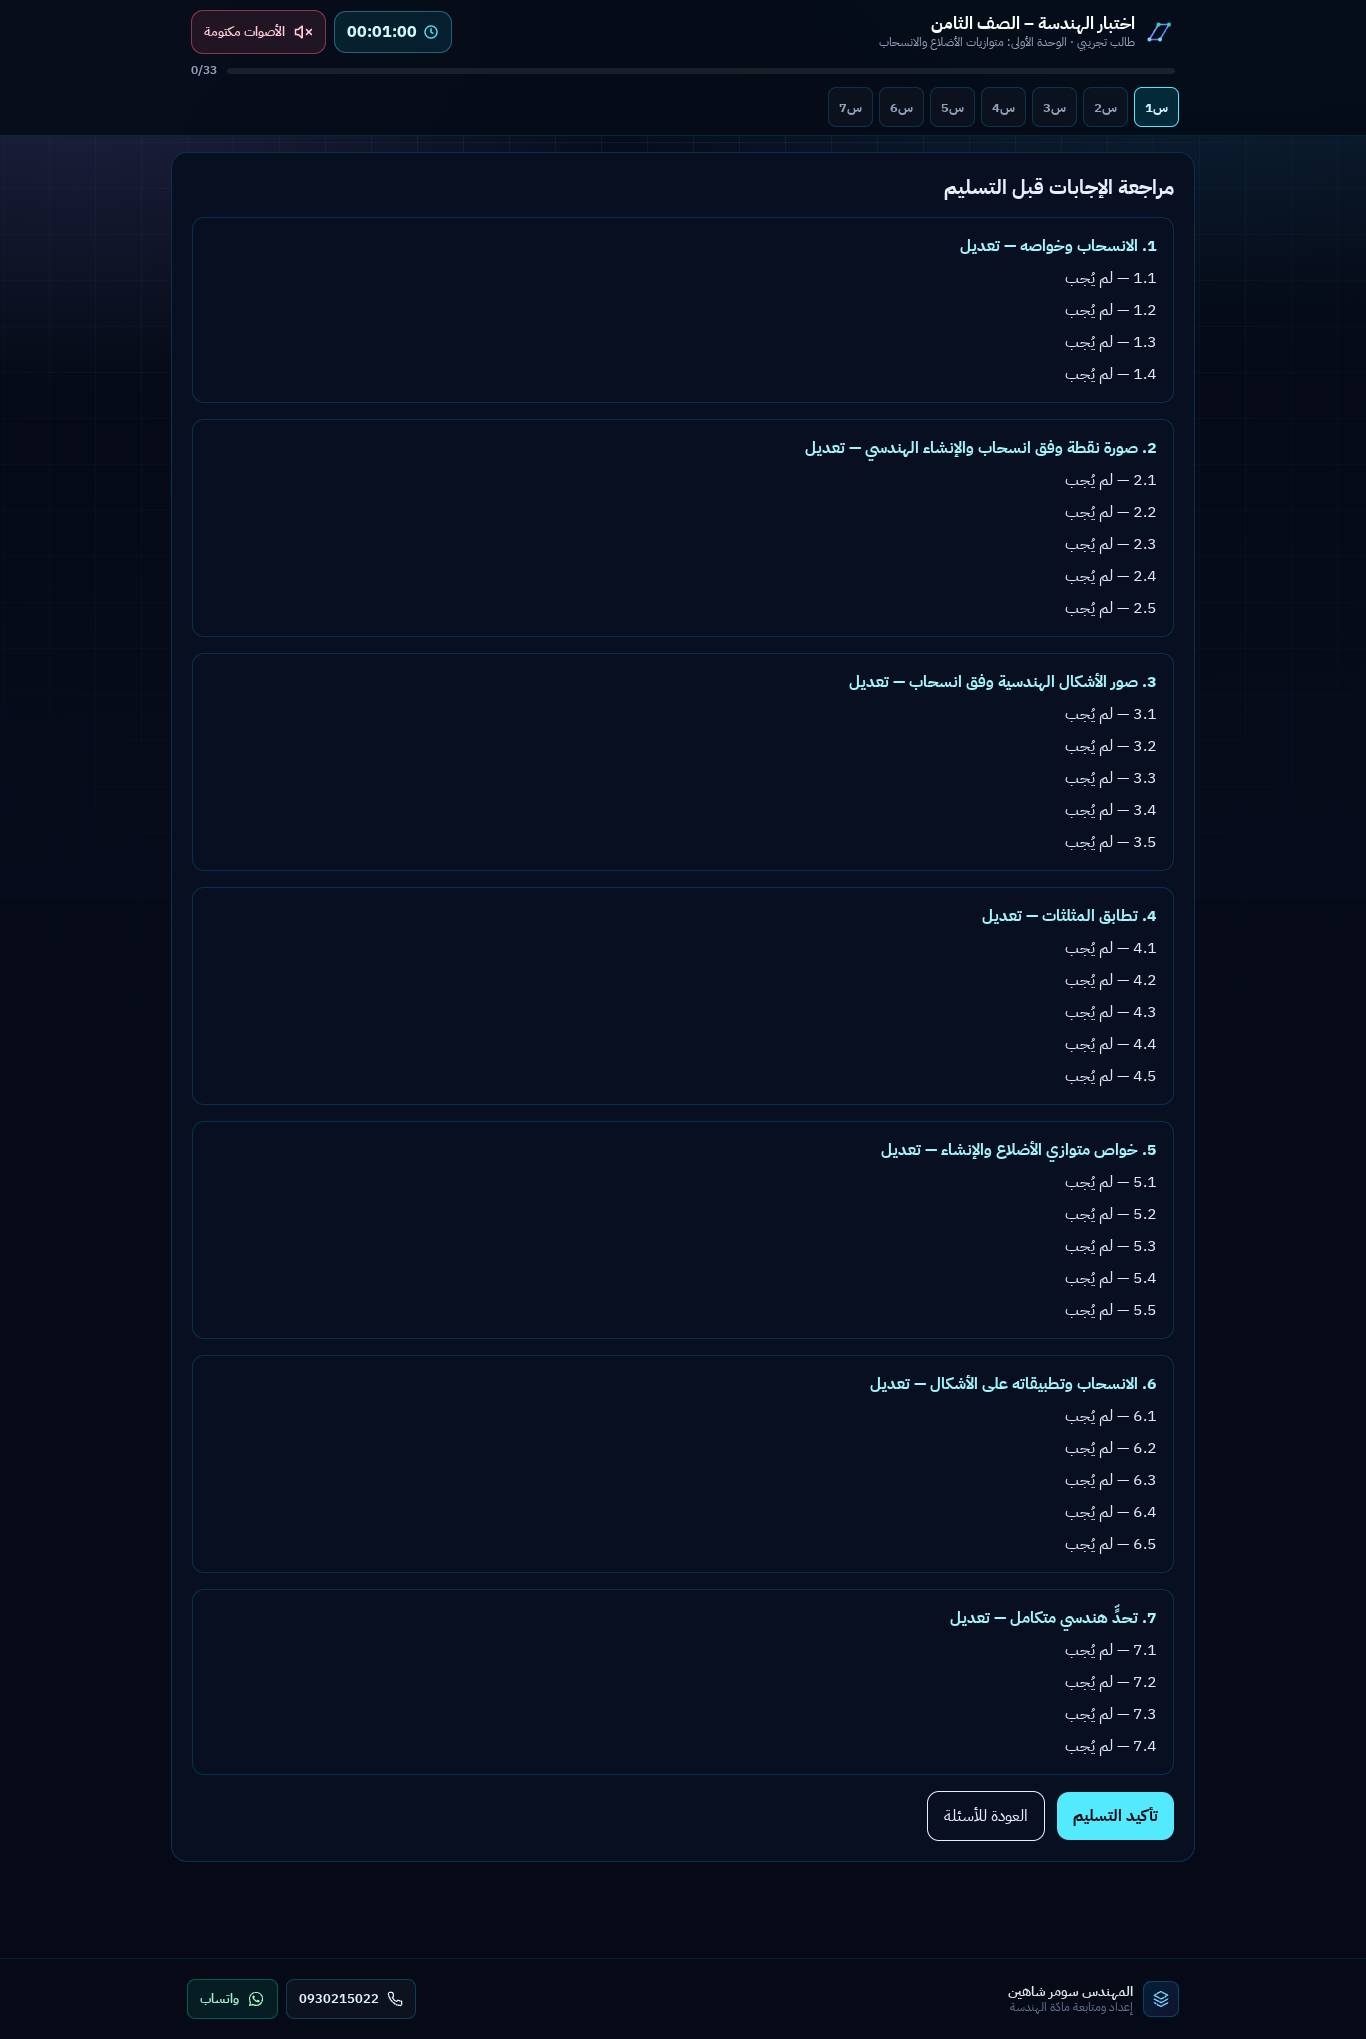 اختبار الهندسة – الصف الثامن
طالب تجريبي · الوحدة الأولى: متوازيات الأضلاع والانسحاب
00:01:00
الأصوات مكتومة
0/33
س1
س2
س3
س4
س5
س6
س7
مراجعة الإجابات قبل التسليم
1. الانسحاب وخواصه — تعديل
1.1 — لم يُجب
1.2 — لم يُجب
1.3 — لم يُجب
1.4 — لم يُجب
2. صورة نقطة وفق انسحاب والإنشاء الهندسي — تعديل
2.1 — لم يُجب
2.2 — لم يُجب
2.3 — لم يُجب
2.4 — لم يُجب
2.5 — لم يُجب
3. صور الأشكال الهندسية وفق انسحاب — تعديل
3.1 — لم يُجب
3.2 — لم يُجب
3.3 — لم يُجب
3.4 — لم يُجب
3.5 — لم يُجب
4. تطابق المثلثات — تعديل
4.1 — لم يُجب
4.2 — لم يُجب
4.3 — لم يُجب
4.4 — لم يُجب
4.5 — لم يُجب
5. خواص متوازي الأضلاع والإنشاء — تعديل
5.1 — لم يُجب
5.2 — لم يُجب
5.3 — لم يُجب
5.4 — لم يُجب
5.5 — لم يُجب
6. الانسحاب وتطبيقاته على الأشكال — تعديل
6.1 — لم يُجب
6.2 — لم يُجب
6.3 — لم يُجب
6.4 — لم يُجب
6.5 — لم يُجب
7. تحدٍّ هندسي متكامل — تعديل
7.1 — لم يُجب
7.2 — لم يُجب
7.3 — لم يُجب
7.4 — لم يُجب
تأكيد التسليم
العودة للأسئلة
المهندس سومر شاهين
إعداد ومتابعة مادّة الهندسة
0930215022
واتساب